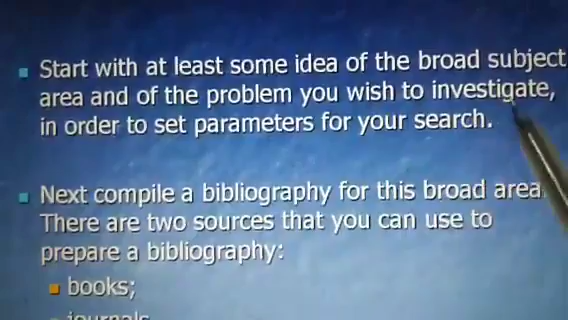 Start with at least some idea of the broad subject
area and of the problem you wish to investigate,
in order to set parameters for your search.
Next compile a bibliography for this broad area.
There are two sources that you can use to
prepare a bibliography:
books;
journals